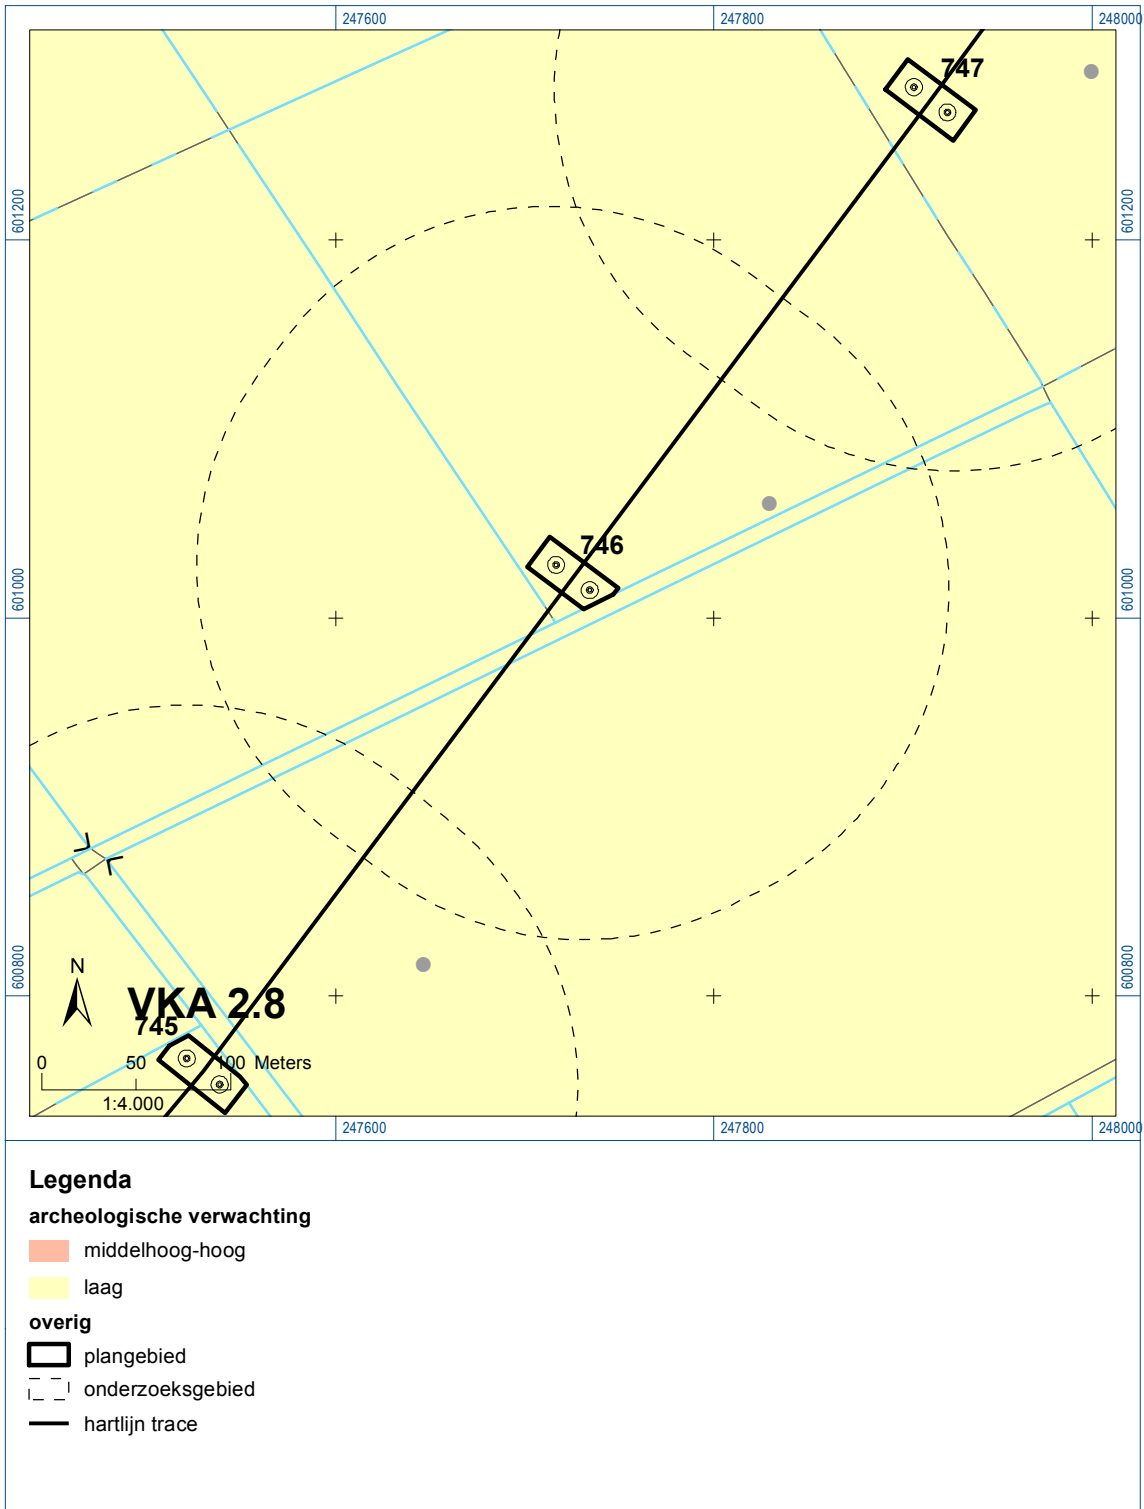 247600 247800 248000
747
601200 601200
746
601000 601000
600800 600800
N
VKA 2.8
745
0 50 100 Meters
1:4.000
247600 247800 248000
Legenda
archeologische verwachting
middelhoog-hoog
laag
overig
plangebied
onderzoeksgebied
hartlijn trace